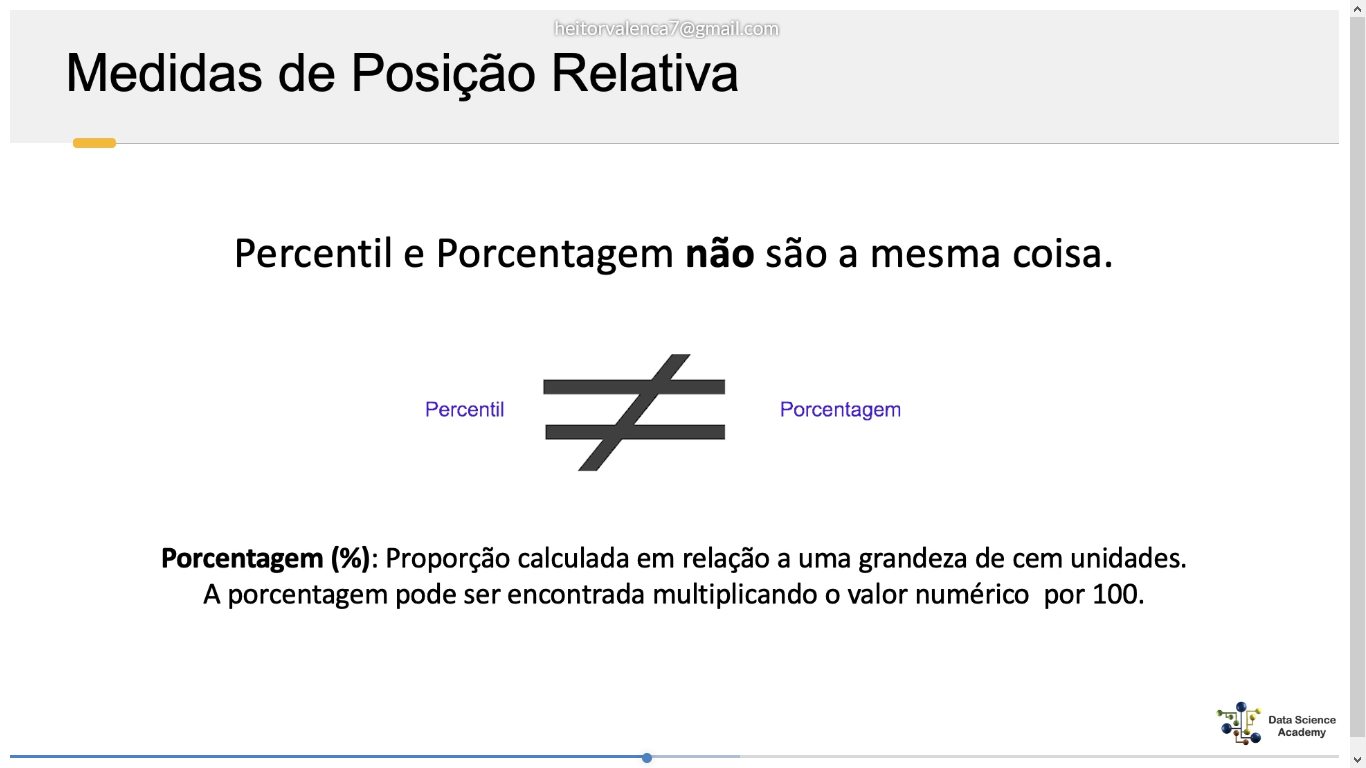 heitorvalenca7@gmail.com
Medidas de Posição Relativa
Percentil e Porcentagem não são a mesma coisa.
Percentil
Porcentagem
Porcentagem (%): Proporção calculada em relação a uma grandeza de cem unidades.
A porcentagem pode ser encontrada multiplicando o valor numérico  por 100.
Data Science
Academy